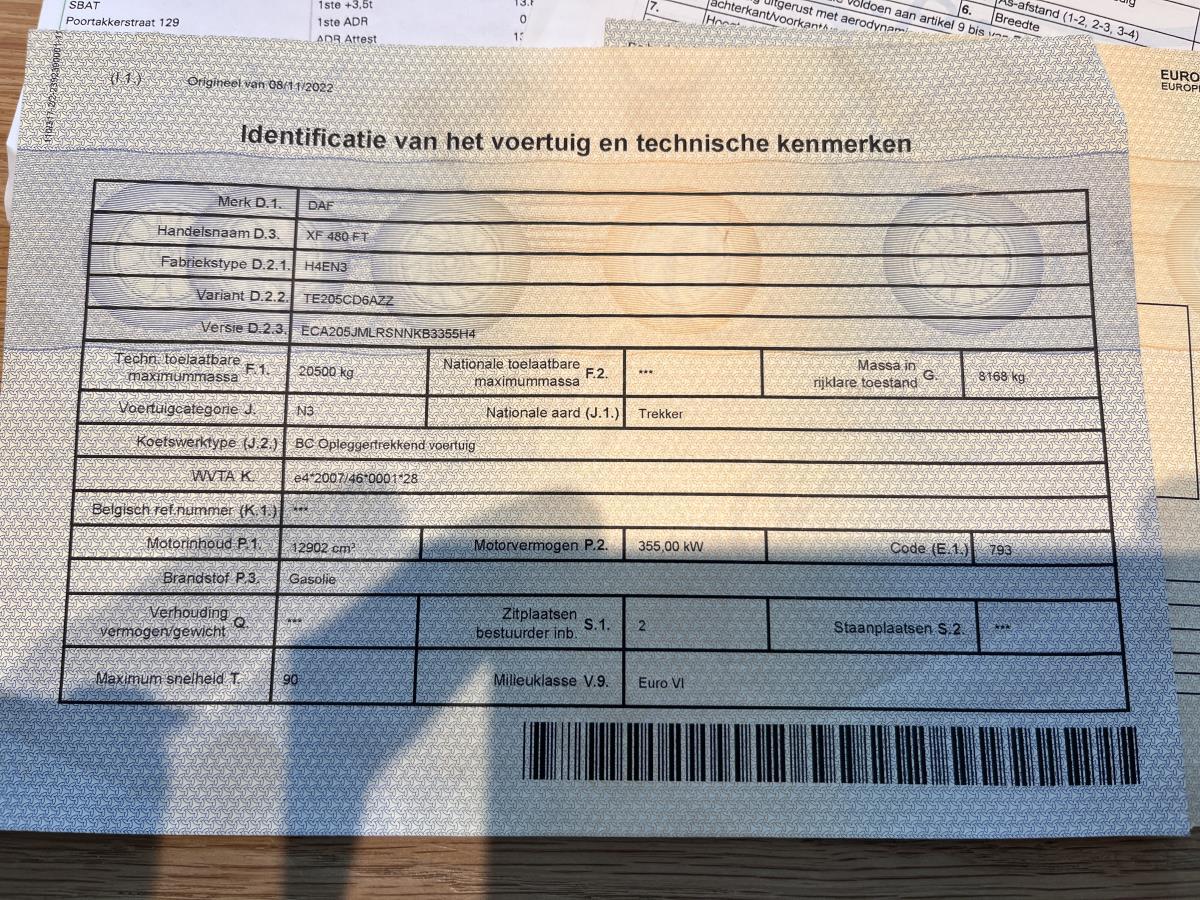 SBAT
1ste +3,5t
Poortakkerstraat 129
1ste ADR
0
ADR Attest
7.
uitgerust met aerodynami
achterkant/voorkant
voldoen aan artikel 9 bis
6.
As-afstand (1-2, 2-3, 3-4)
Breedte
EURO
EUROP
(I.1.)
Origineel van 08/11/2022
Identificatie van het voertuig en technische kenmerken
Merk D.1. DAF
Handelsnaam D.3. XF 480 FT
Fabriekstype D.2.1. H4EN3
Variant D.2.2. TE205CD6AZZ
Versie D.2.3. ECA205JMLRSNNKB3355H4
Techn. toelaatbare maximummassa F.1. 20500 kg Nationale toelaatbare maximummassa F.2. *** Massa in rijklare toestand G. 8168 kg
Voertuigcategorie J. N3 Nationale aard (J.1.) Trekker
Koetswerktype (J.2.) BC Opleggertrekkend voertuig
WVTA K. e4*2007/46*0001*28
Belgisch ref.nummer (K.1.) ***
Motorinhoud P.1. 12902 cm³ Motorvermogen P.2. 355,00 kW Code (E.1.) 793
Brandstof P.3. Gasolie
Verhouding vermogen/gewicht Q. *** Zitplaatsen bestuurder inb. S.1. 2 Staanplaatsen S.2. ***
Maximum snelheid T. 90 Milieuklasse V.9. Euro VI